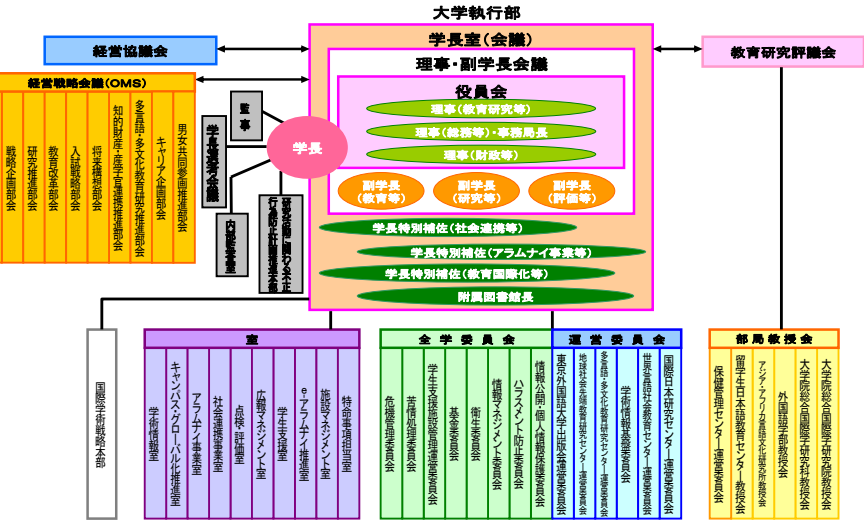 大学執行部
経営協議会
学長室(会議)
教育研究評議会
理事・副学長会議
経営戦略会議(OMS)
戦略企画部会
研究推進部会
教育改革部会
入試戦略部会
将来構想部会
知的財産・産学官連携推進部会
多言語・多文化教育研究推進部会
キャリア企画部会
男女共同参画推進部会
監事
学長選考会議
内部監査室
研究活動に関わる不正
行為防止計画推進本部
学長
役員会
理事(教育研究等)
理事(総務等)・事務局長
理事(財政等)
副学長
(教育等)
副学長
(研究等)
副学長
(評価等)
学長特別補佐(社会連携等)
学長特別補佐(アラムナイ事業等)
学長特別補佐(教育国際化等)
附属図書館長
国際学術戦略本部
室
学術情報室
キャンパス・グローバル化推進室
アラムナイ事業室
社会連携事業室
点検・評価室
広報マネジメント室
学生支援室
e-アラムナイ推進室
施設マネジメント室
特命事項担当室
全学委員会
危機管理委員会
苦情処理委員会
学生支援施設管理運営委員会
基金委員会
衛生委員会
情報マネジメント委員会
ハラスメント防止委員会
情報公開・個人情報保護委員会
運営委員会
東京外国語大学出版会運営委員会
地球社会先端教育研究センター運営委員会
多言語・多文化教育研究センター運営委員会
学術情報基盤委員会
世界言語社会教育センター運営委員会
国際日本研究センター運営委員会
部局教授会
保健管理センター運営委員会
留学生日本語教育センター教授会
アジア・アフリカ言語文化研究所教授会
外国語学部教授会
大学院総合国際学研究科教授会
大学院総合国際学研究院教授会